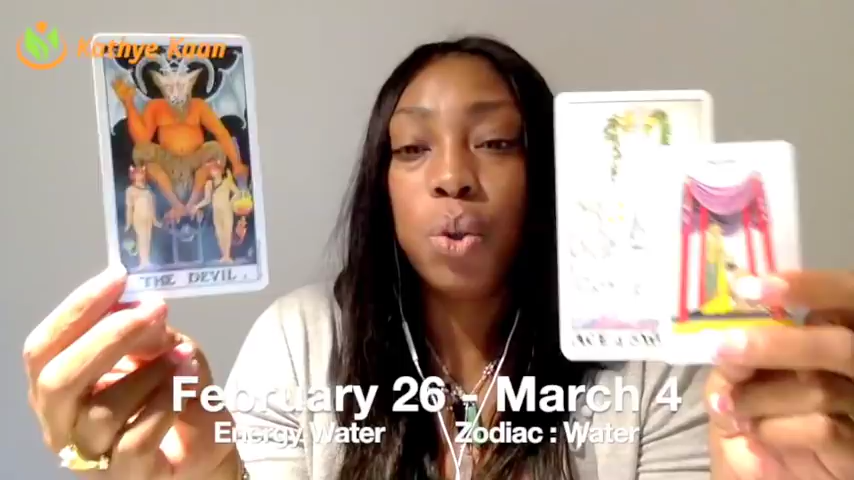 Kathye Kaan
THE DEVIL.
February 26 - March 4
Energy Water Zodiac : Water